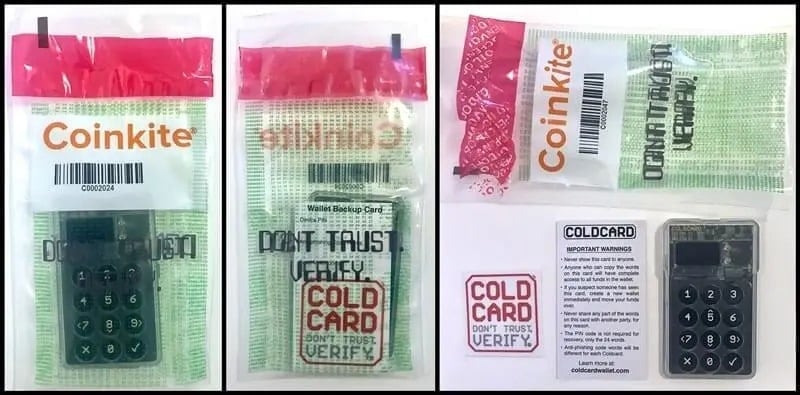 Coinkite®
C0002024
DON'T TRUST.
1 2 3
4 5 6
<7 8 9>
X 0 ✓
Coinkite
Wallet Backup Card
DON'T TRUST.
VERIFY.
COLD
CARD
DON'T TRUST.
VERIFY.
Coinkite®
C0002047
DON'T TRUST.
VERIFY.
COLD
CARD
DON'T TRUST.
VERIFY.
COLDCARD
IMPORTANT WARNINGS
• Never show this card to anyone.
• Anyone who can copy the words
on this card will have complete
access to all funds in the wallet.
• If you suspect someone has seen
this card, create a new wallet
immediately and move your funds
over.
• Never share any part of the words
on this card with another party, for
any reason.
• The PIN code is not required for
recovery, only the 24 words.
• Anti-phishing code words will be
different for each Coldcard.
Learn more at:
coldcardwallet.com
COLDCARD
1 2 3
4 5 6
<7 8 9>
X 0 ✓